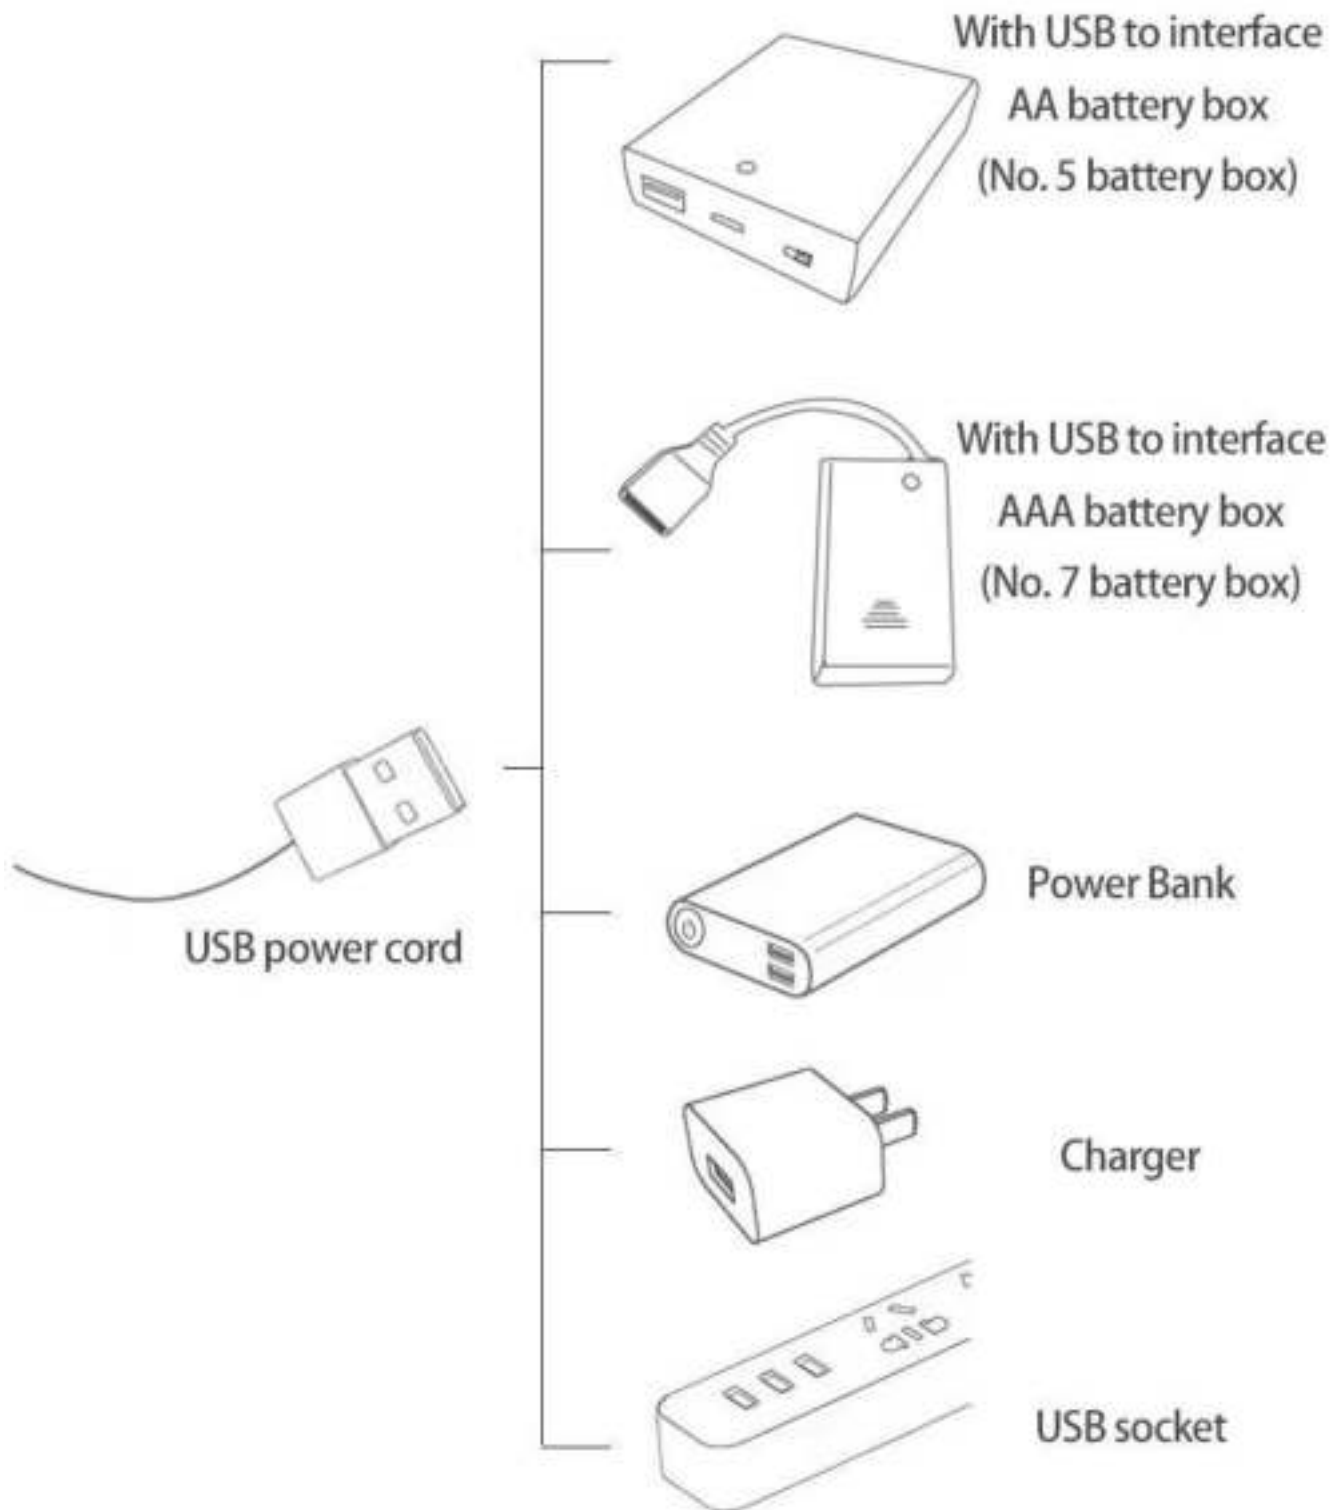 With USB to interface
AA battery box
(No. 5 battery box)
With USB to interface
AAA battery box
(No. 7 battery box)
USB power cord
Power Bank
Charger
USB socket